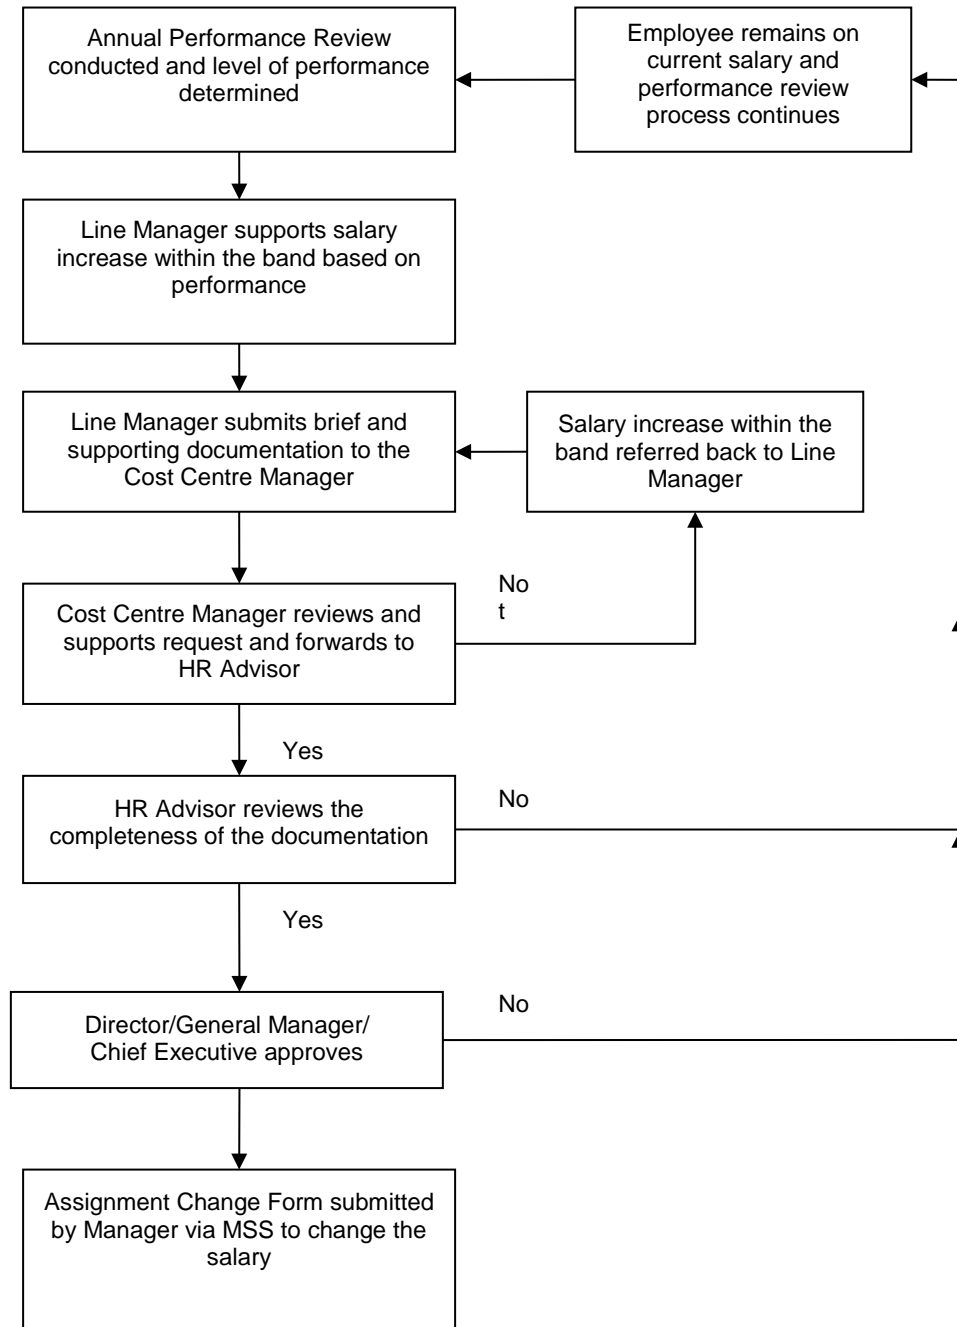 Annual Performance Review
conducted and level of performance
determined
Employee remains on
current salary and
performance review
process continues
Line Manager supports salary
increase within the band based on
performance
Line Manager submits brief and
supporting documentation to the
Cost Centre Manager
Salary increase within the
band referred back to Line
Manager
Cost Centre Manager reviews and
supports request and forwards to
HR Advisor
No
t
Yes
HR Advisor reviews the
completeness of the documentation
No
Yes
Director/General Manager/
Chief Executive approves
No
Assignment Change Form submitted
by Manager via MSS to change the
salary